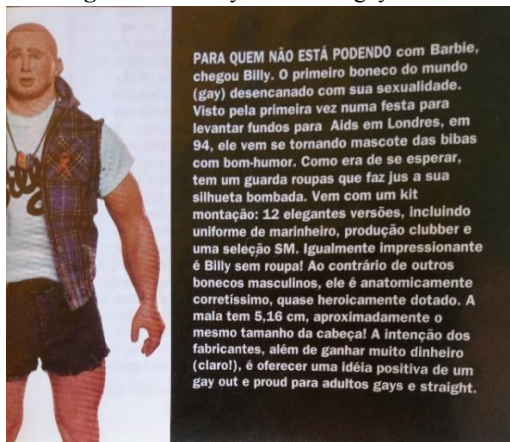 PARA QUEM NÃO ESTÁ PODENDO com Barbie,
chegou Billy. O primeiro boneco do mundo
(gay) desencanado com sua sexualidade.
Visto pela primeira vez numa festa para
levantar fundos para Aids em Londres, em
94, ele vem se tornando mascote das bibas
com bom-humor. Como era de se esperar,
tem um guarda roupas que faz jus a sua
silhueta bombada. Vem com um kit
montação: 12 elegantes versões, incluindo
uniforme de marinheiro, produção clubber e
uma seleção SM. Igualmente impressionante
é Billy sem roupa! Ao contrário de outros
bonecos masculinos, ele é anatomicamente
corretíssimo, quase heroicamente dotado. A
mala tem 5,16 cm, aproximadamente o
mesmo tamanho da cabeça! A intenção dos
fabricantes, além de ganhar muito dinheiro
(claro!), é oferecer uma idéia positiva de um
gay out e proud para adultos gays e straight.